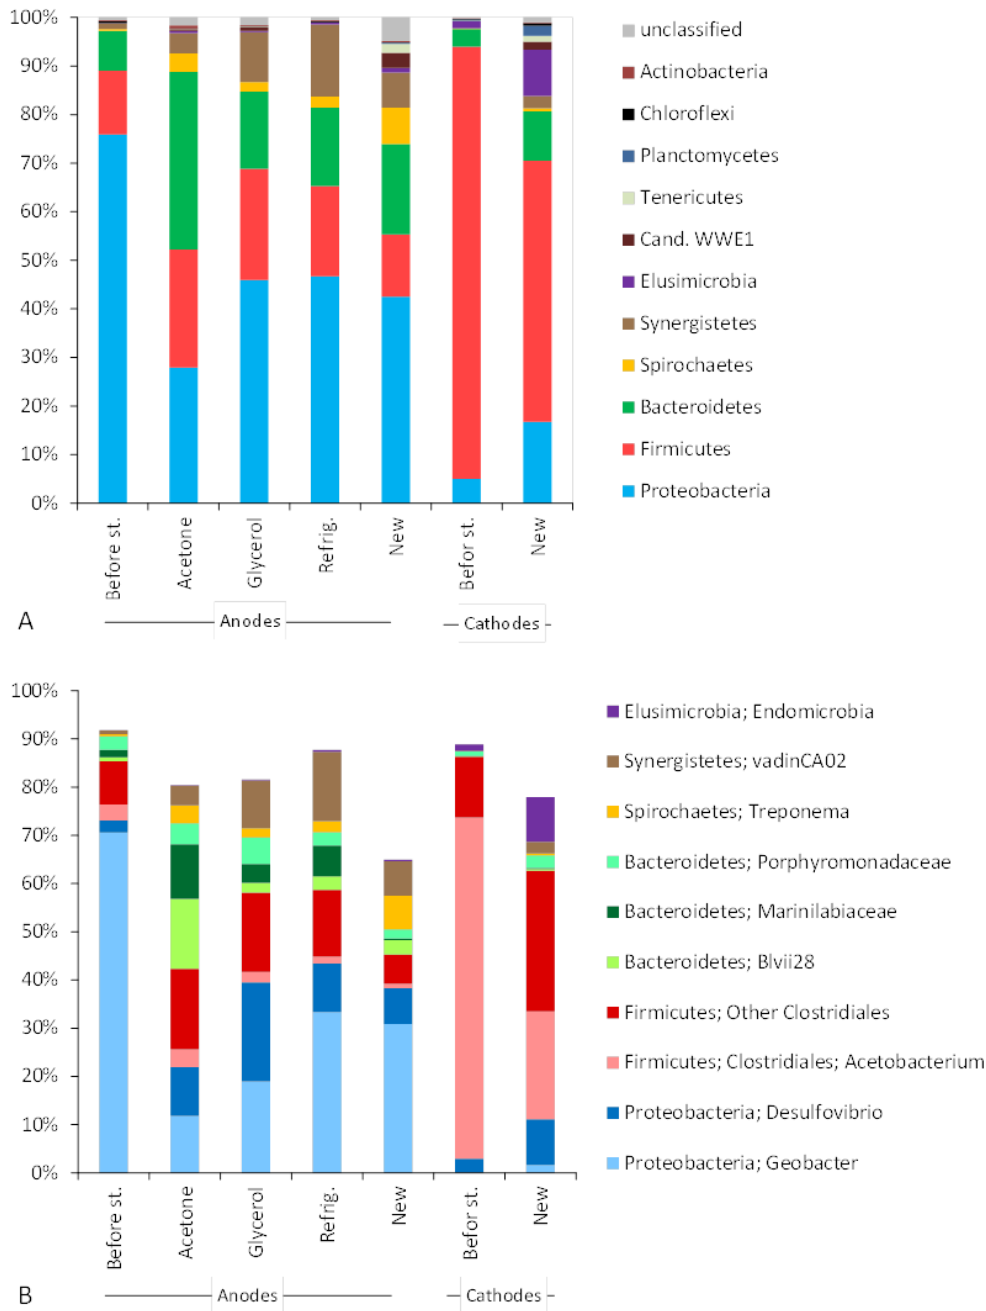 100%
90%
80%
70%
60%
50%
40%
30%
20%
10%
0%
Before st.
Acetone
Glycerol
Refrig.
New
Befor st.
New
Anodes
Cathodes
A
unclassified
Actinobacteria
Chloroflexi
Planctomycetes
Tenericutes
Cand. WWE1
Elusimicrobia
Synergistetes
Spirochaetes
Bacteroidetes
Firmicutes
Proteobacteria
100%
90%
80%
70%
60%
50%
40%
30%
20%
10%
0%
Before st.
Acetone
Glycerol
Refrig.
New
Befor st.
New
Anodes
Cathodes
B
Elusimicrobia; Endomicrobia
Synergistetes; vadinCA02
Spirochaetes; Treponema
Bacteroidetes; Porphyromonadaceae
Bacteroidetes; Marinilabiaceae
Bacteroidetes; Blvii28
Firmicutes; Other Clostridiales
Firmicutes; Clostridiales; Acetobacterium
Proteobacteria; Desulfovibrio
Proteobacteria; Geobacter